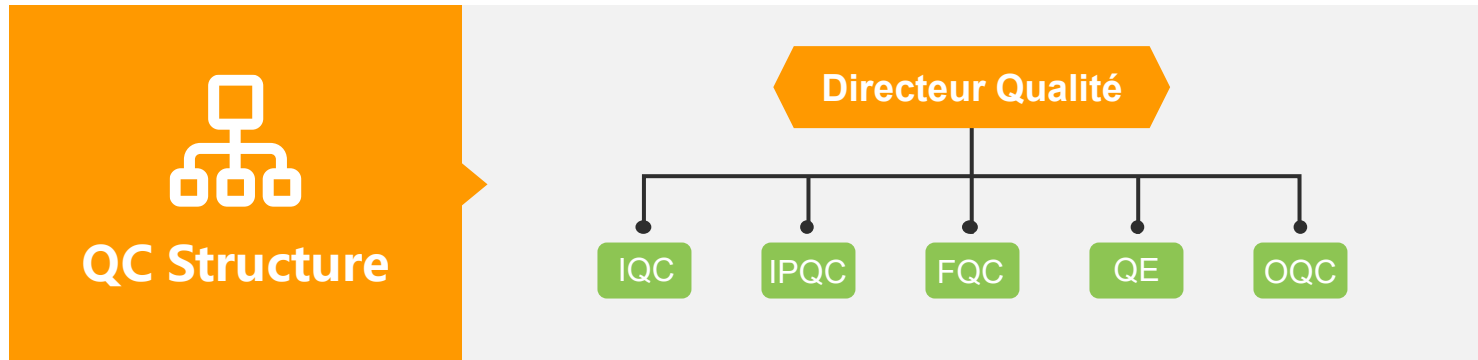 QC Structure
Directeur Qualité
IQC
IPQC
FQC
QE
OQC